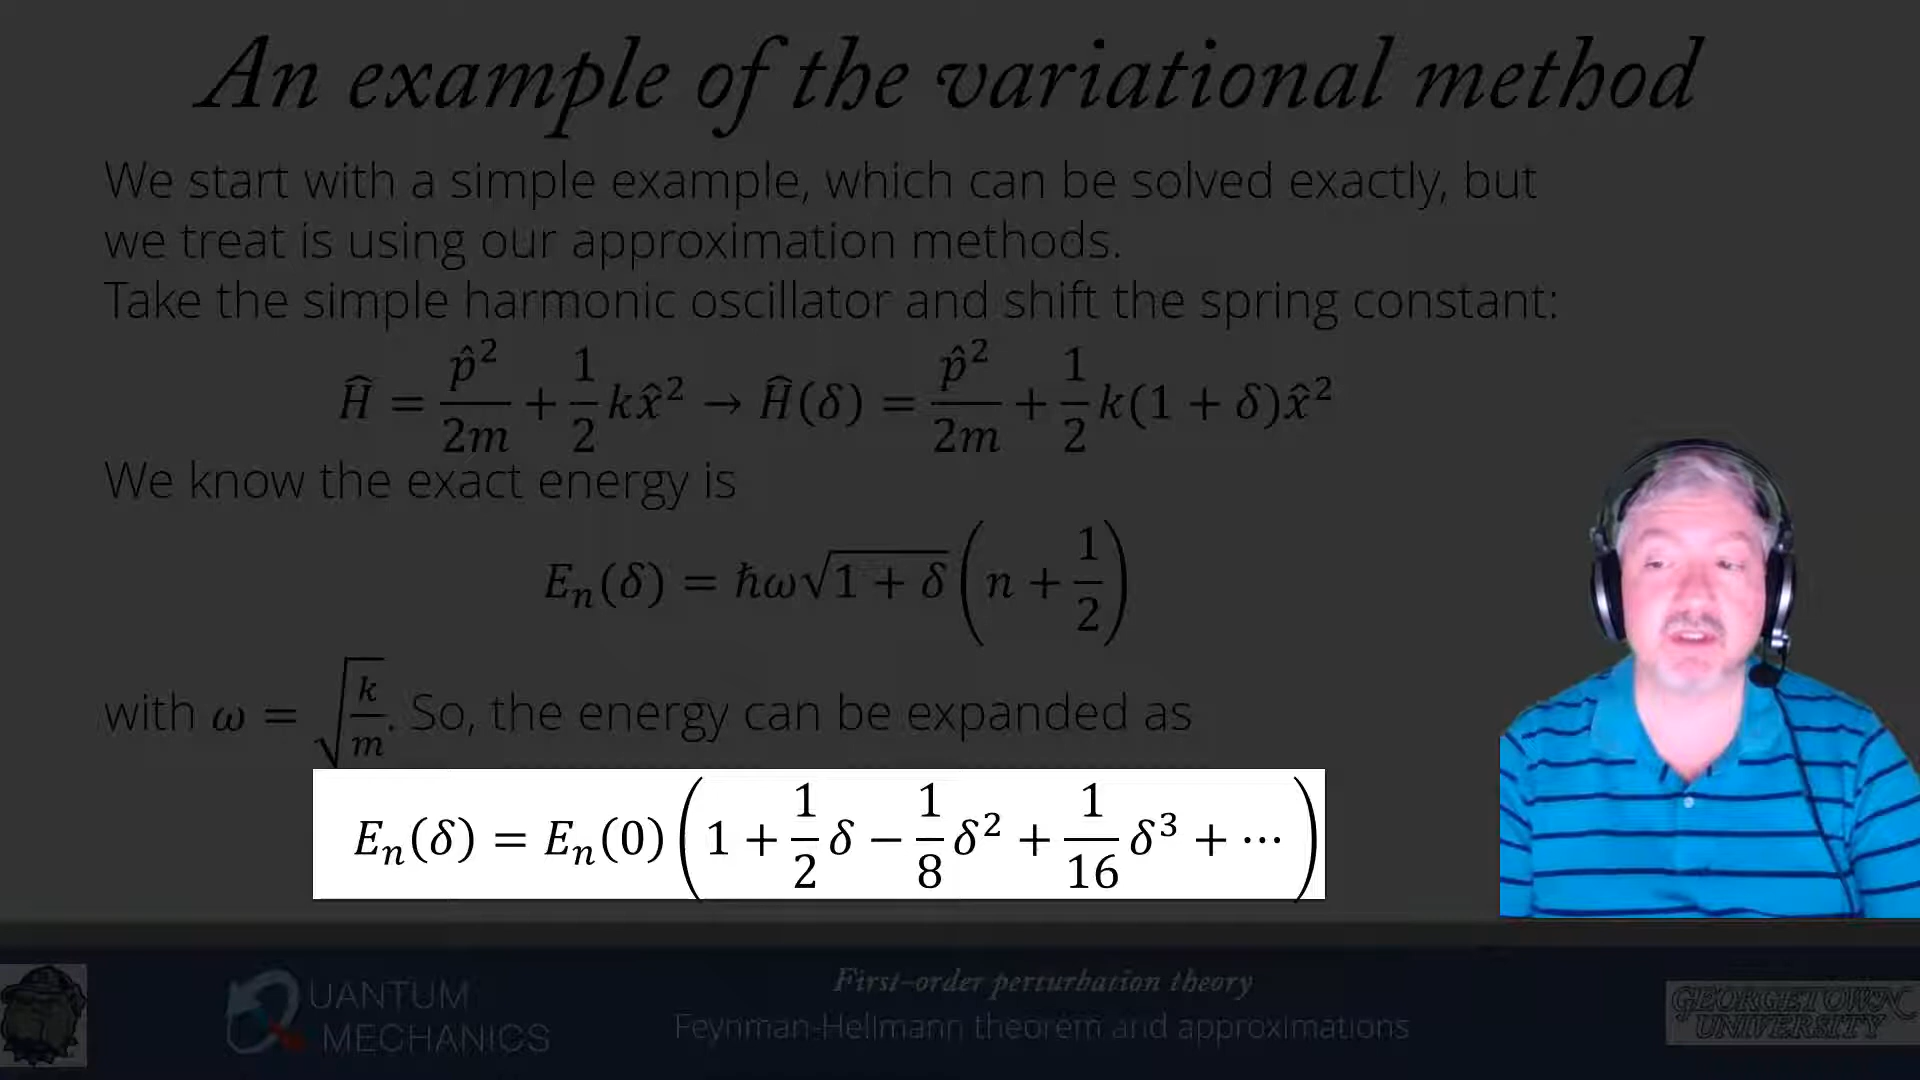 An example of the variational method
We start with a simple example, which can be solved exactly, but
we treat is using our approximation methods.
Take the simple harmonic oscillator and shift the spring constant:
Ĥ = p̂²/2m + 1/2 kx̂² → Ĥ(δ) = p̂²/2m + 1/2 k(1 + δ)x̂²
We know the exact energy is
Eₙ(δ) = ħω√(1 + δ) (n + 1/2)
with ω = √(k/m). So, the energy can be expanded as
Eₙ(δ) = Eₙ(0) (1 + 1/2 δ − 1/8 δ² + 1/16 δ³ + ⋯)
First-order perturbation theory
Feynman-Hellmann theorem and approximations
QUANTUM
MECHANICS
GEORGETOWN
UNIVERSITY